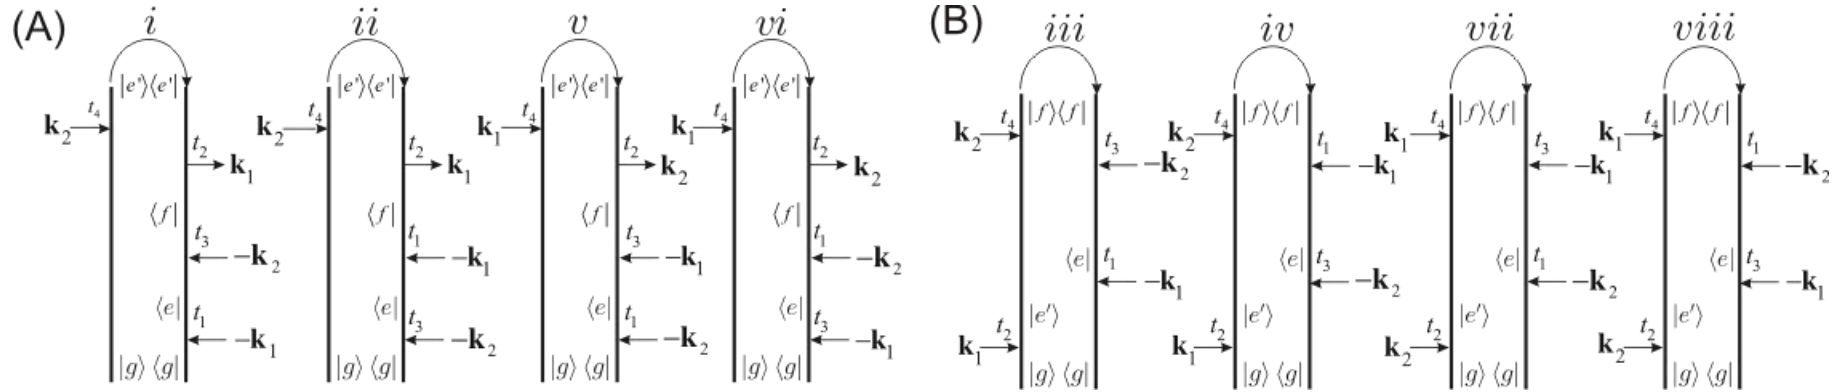 (A) i ii v vi (B) iii iv vii viii
|e'⟩⟨e'| |e'⟩⟨e'| |e'⟩⟨e'| |e'⟩⟨e'| |f⟩⟨f| |f⟩⟨f| |f⟩⟨f| |f⟩⟨f|
k₂ t₄ k₂ t₄ k₁ t₄ k₁ t₄ k₂ t₄ k₂ t₄ k₁ t₄ k₁ t₄
t₂ k₁ t₂ k₁ t₂ k₂ t₂ k₂ t₃ −k₂ t₁ −k₁ t₃ −k₁ t₁ −k₂
⟨f| ⟨f| ⟨f| ⟨f|
t₃ −k₂ t₁ −k₁ t₃ −k₁ t₁ −k₂ ⟨e| t₁ −k₁ ⟨e| t₃ −k₂ ⟨e| t₁ −k₂ ⟨e| t₃ −k₁
⟨e| ⟨e| ⟨e| ⟨e| |e'⟩ |e'⟩ |e'⟩ |e'⟩
t₁ −k₁ t₃ −k₂ t₁ −k₂ t₃ −k₁ k₁ t₂ k₁ t₂ k₂ t₂ k₂ t₂
|g⟩ ⟨g| |g⟩ ⟨g| |g⟩ ⟨g| |g⟩ ⟨g| |g⟩ ⟨g| |g⟩ ⟨g| |g⟩ ⟨g| |g⟩ ⟨g|